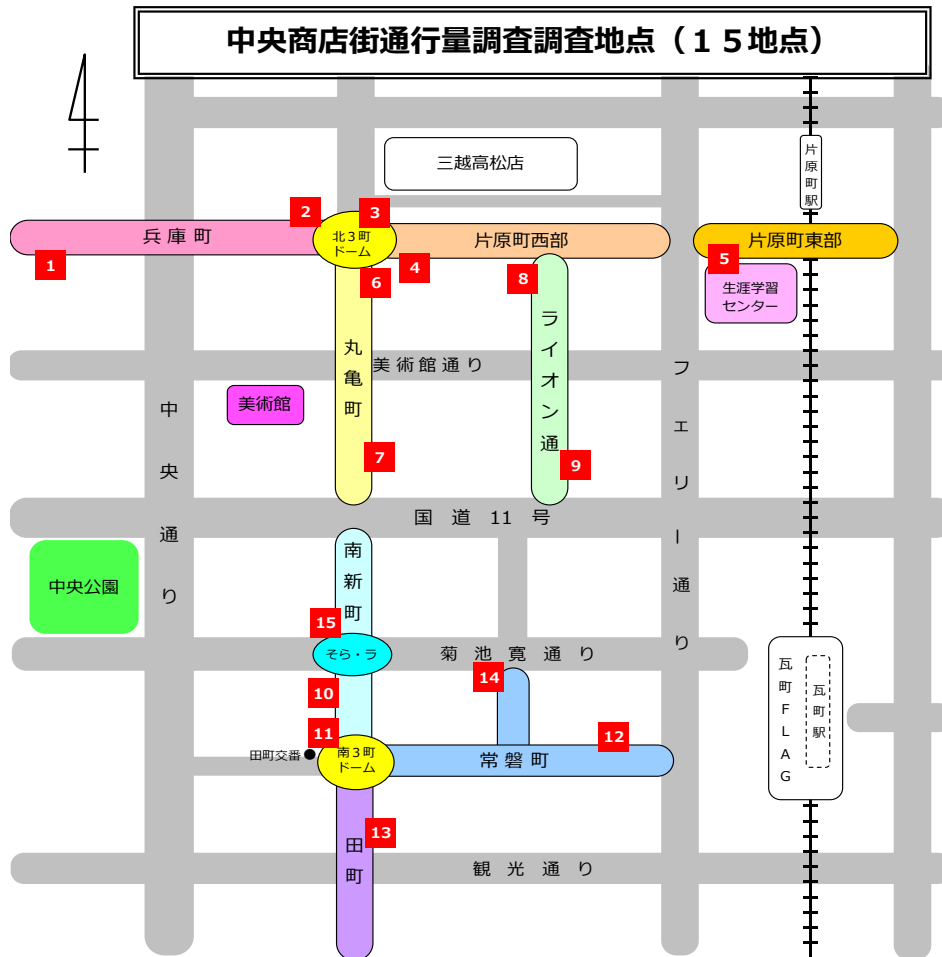 中央商店街通行量調査調査地点（１５地点）
三越高松店
片原町駅
2
3
兵庫町
北３町
ドーム
片原町西部
片原町東部
1
4
5
6
8
生涯学習
センター
丸亀町
ライオン通
美術館通り
フェリー通り
美術館
中央通り
7
9
国道 11 号
南新町
中央公園
15
そら・ラ
菊池寛通り
14
10
瓦町FLAG
瓦町駅
11
12
田町交番
南３町
ドーム
常磐町
13
田町
観光通り